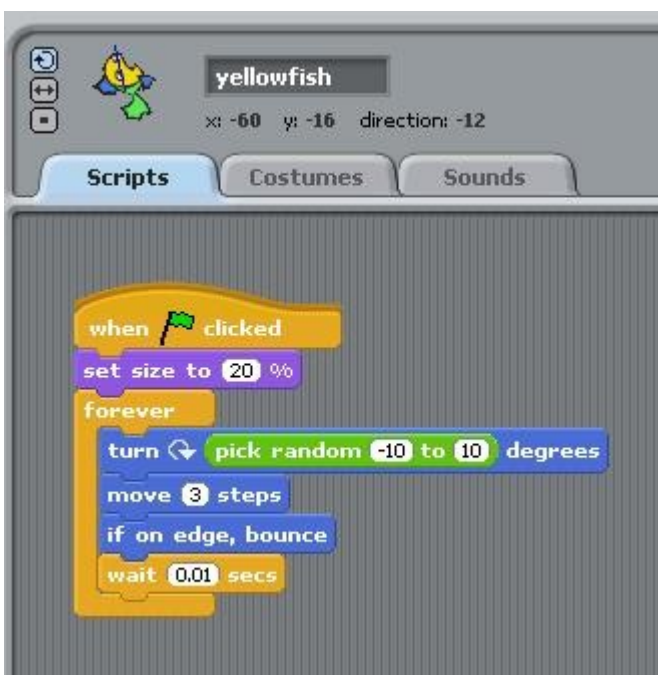 yellowfish
x: -60 y: -16 direction: -12
Scripts Costumes Sounds
when clicked
set size to 20 %
forever
turn pick random -10 to 10 degrees
move 3 steps
if on edge, bounce
wait 0.01 secs